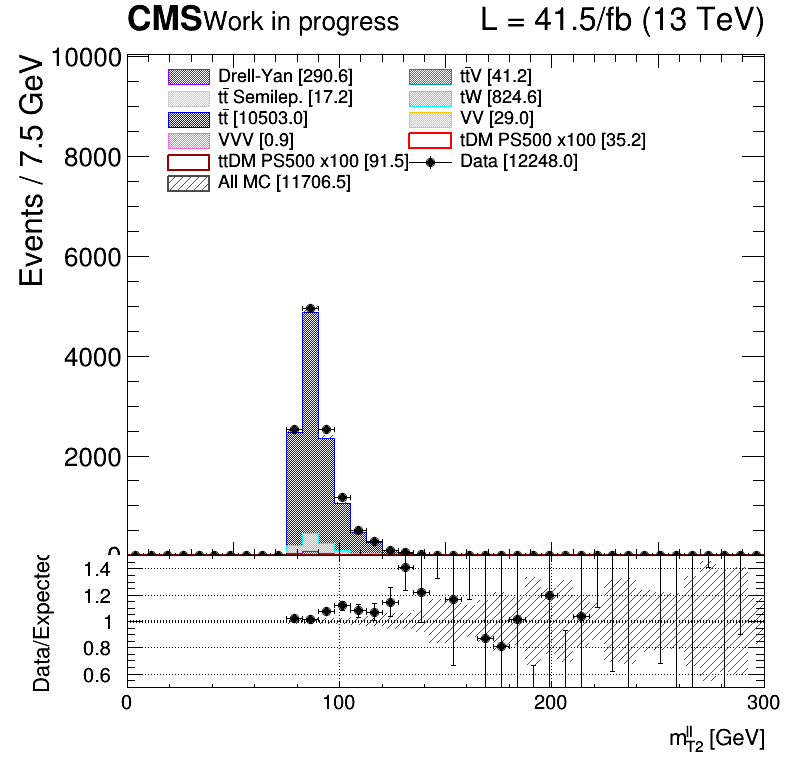 CMS Work in progress L = 41.5/fb (13 TeV)
Events / 7.5 GeV
10000
8000
6000
4000
2000
0
Drell-Yan [290.6] tt̄V [41.2]
tt̄ Semilep. [17.2] tW [824.6]
tt̄ [10503.0] VV [29.0]
VVV [0.9] tDM PS500 x100 [35.2]
ttDM PS500 x100 [91.5] Data [12248.0]
All MC [11706.5]
Data/Expected
1.4
1.2
1
0.8
0.6
0 100 200 300
m_{T2}^{ll} [GeV]